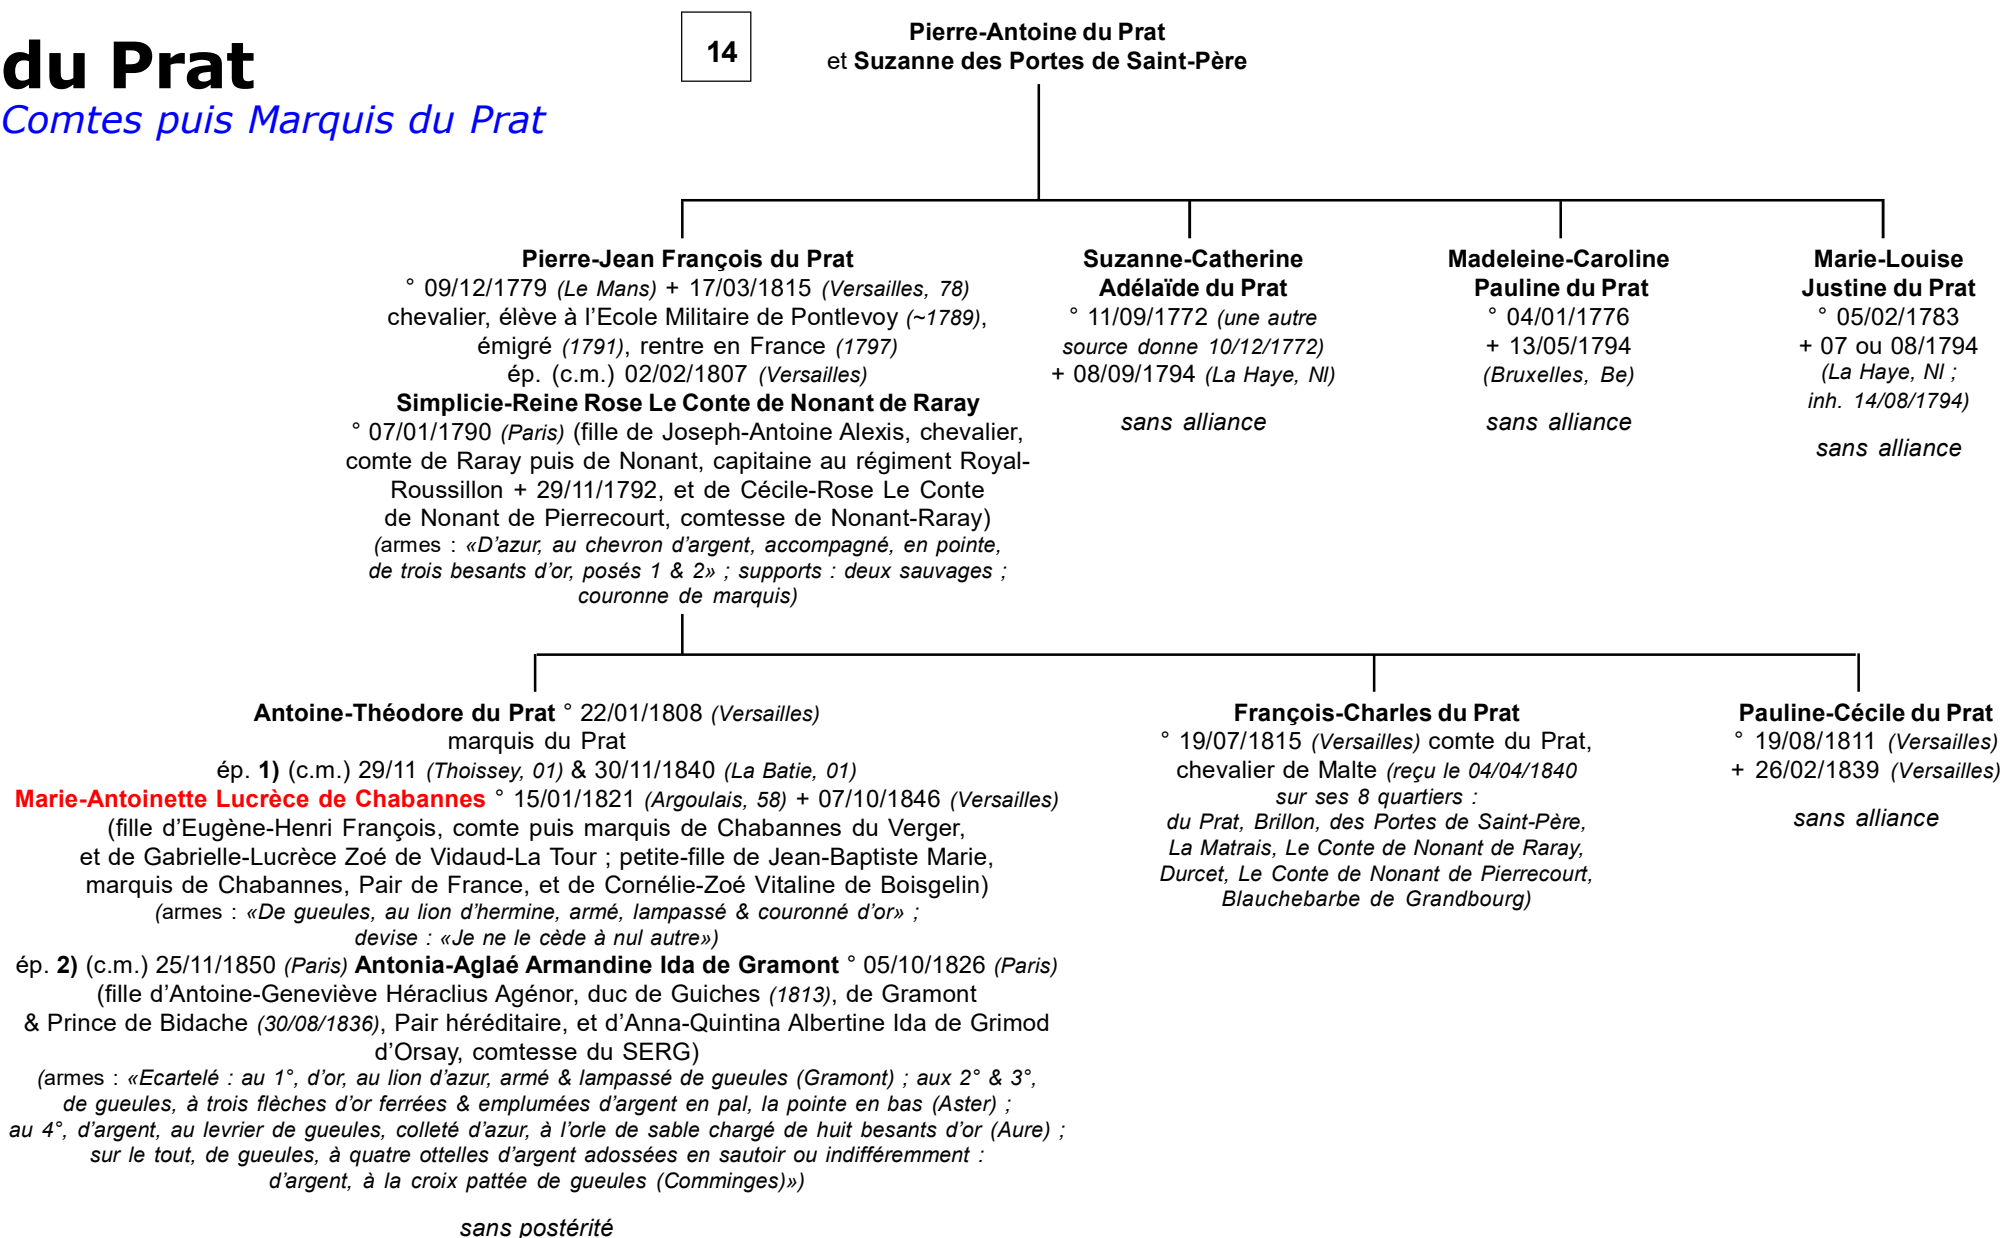 du Prat
Comtes puis Marquis du Prat
14
Pierre-Antoine du Prat
et Suzanne des Portes de Saint-Père
Pierre-Jean François du Prat
° 09/12/1779 (Le Mans) + 17/03/1815 (Versailles, 78)
chevalier, élève à l’Ecole Militaire de Pontlevoy (~1789),
émigré (1791), rentre en France (1797)
ép. (c.m.) 02/02/1807 (Versailles)
Simplicie-Reine Rose Le Conte de Nonant de Raray
° 07/01/1790 (Paris) (fille de Joseph-Antoine Alexis, chevalier,
comte de Raray puis de Nonant, capitaine au régiment Royal-
Roussillon + 29/11/1792, et de Cécile-Rose Le Conte
de Nonant de Pierrecourt, comtesse de Nonant-Raray)
(armes : «D’azur, au chevron d’argent, accompagné, en pointe,
de trois besants d’or, posés 1 & 2» ; supports : deux sauvages ;
couronne de marquis)
Suzanne-Catherine
Adélaïde du Prat
° 11/09/1772 (une autre
source donne 10/12/1772)
+ 08/09/1794 (La Haye, Nl)
sans alliance
Madeleine-Caroline
Pauline du Prat
° 04/01/1776
+ 13/05/1794
(Bruxelles, Be)
sans alliance
Marie-Louise
Justine du Prat
° 05/02/1783
+ 07 ou 08/1794
(La Haye, Nl ;
inh. 14/08/1794)
sans alliance
Antoine-Théodore du Prat ° 22/01/1808 (Versailles)
marquis du Prat
ép. 1) (c.m.) 29/11 (Thoissey, 01) & 30/11/1840 (La Batie, 01)
Marie-Antoinette Lucrèce de Chabannes ° 15/01/1821 (Argoulais, 58) + 07/10/1846 (Versailles)
(fille d’Eugène-Henri François, comte puis marquis de Chabannes du Verger,
et de Gabrielle-Lucrèce Zoé de Vidaud-La Tour ; petite-fille de Jean-Baptiste Marie,
marquis de Chabannes, Pair de France, et de Cornélie-Zoé Vitaline de Boisgelin)
(armes : «De gueules, au lion d’hermine, armé, lampassé & couronné d’or» ;
devise : «Je ne le cède à nul autre»)
ép. 2) (c.m.) 25/11/1850 (Paris) Antonia-Aglaé Armandine Ida de Gramont ° 05/10/1826 (Paris)
(fille d’Antoine-Geneviève Héraclius Agénor, duc de Guiches (1813), de Gramont
& Prince de Bidache (30/08/1836), Pair héréditaire, et d’Anna-Quintina Albertine Ida de Grimod
d’Orsay, comtesse du SERG)
(armes : «Ecartelé : au 1°, d’or, au lion d’azur, armé & lampassé de gueules (Gramont) ; aux 2° & 3°,
de gueules, à trois flèches d’or ferrées & emplumées d’argent en pal, la pointe en bas (Aster) ;
au 4°, d’argent, au levrier de gueules, colleté d’azur, à l’orle de sable chargé de huit besants d’or (Aure) ;
sur le tout, de gueules, à quatre ottelles d’argent adossées en sautoir ou indifféremment :
d’argent, à la croix pattée de gueules (Comminges)»)
sans postérité
François-Charles du Prat
° 19/07/1815 (Versailles) comte du Prat,
chevalier de Malte (reçu le 04/04/1840
sur ses 8 quartiers :
du Prat, Brillon, des Portes de Saint-Père,
La Matrais, Le Conte de Nonant de Raray,
Durcet, Le Conte de Nonant de Pierrecourt,
Blauchebarbe de Grandbourg)
Pauline-Cécile du Prat
° 19/08/1811 (Versailles)
+ 26/02/1839 (Versailles)
sans alliance